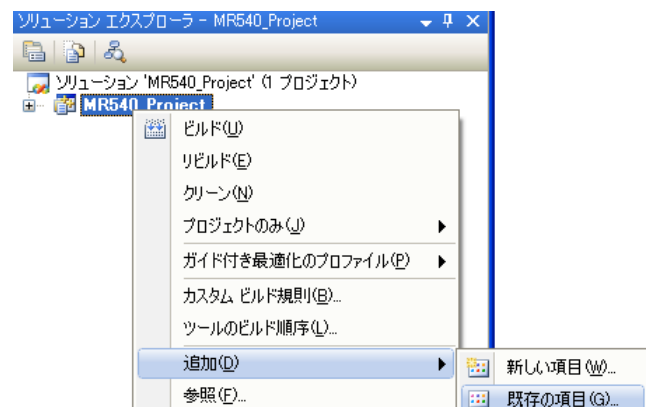 ソリューション エクスプローラ - MR540_Project
ソリューション 'MR540_Project' (1 プロジェクト)
MR540_Project
ビルド(U)
リビルド(E)
クリーン(N)
プロジェクトのみ(J)
ガイド付き最適化のプロファイル(P)
カスタム ビルド規則(B)...
ツールのビルド順序(L)...
追加(D)
新しい項目(W)...
参照(F)...
既存の項目(G)...